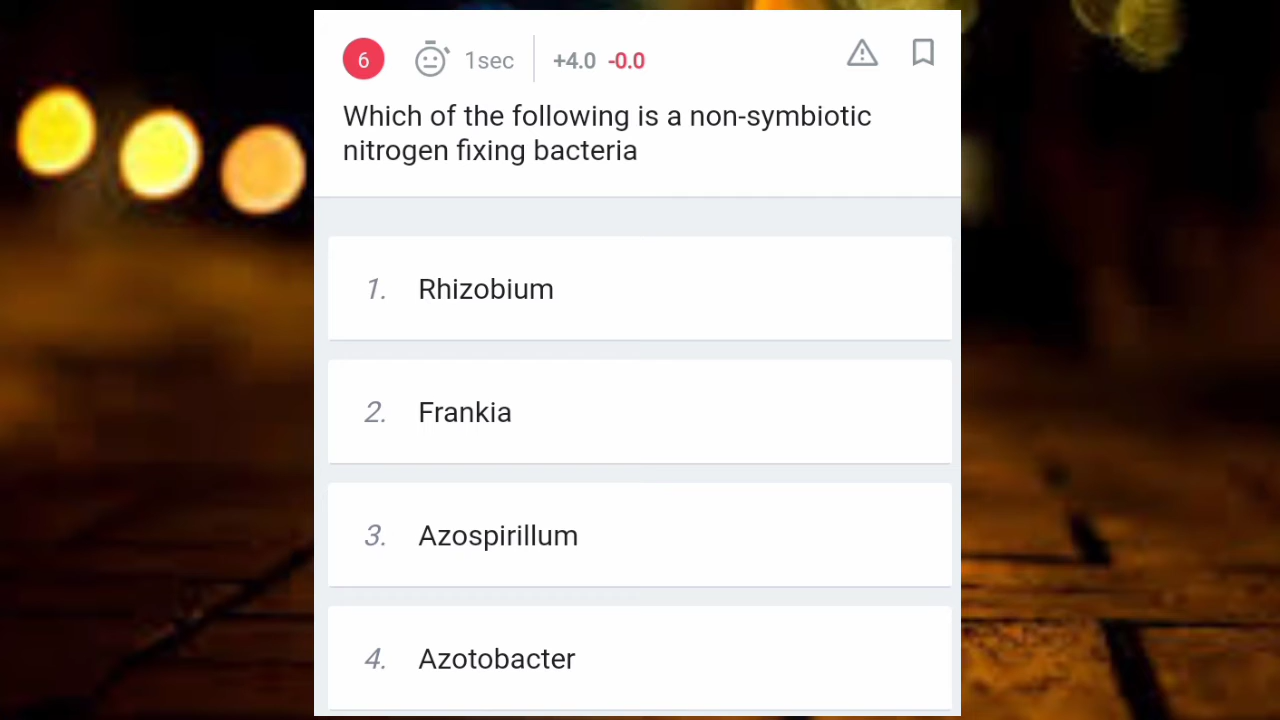 6 1sec +4.0 -0.0
Which of the following is a non-symbiotic
nitrogen fixing bacteria
1. Rhizobium
2. Frankia
3. Azospirillum
4. Azotobacter